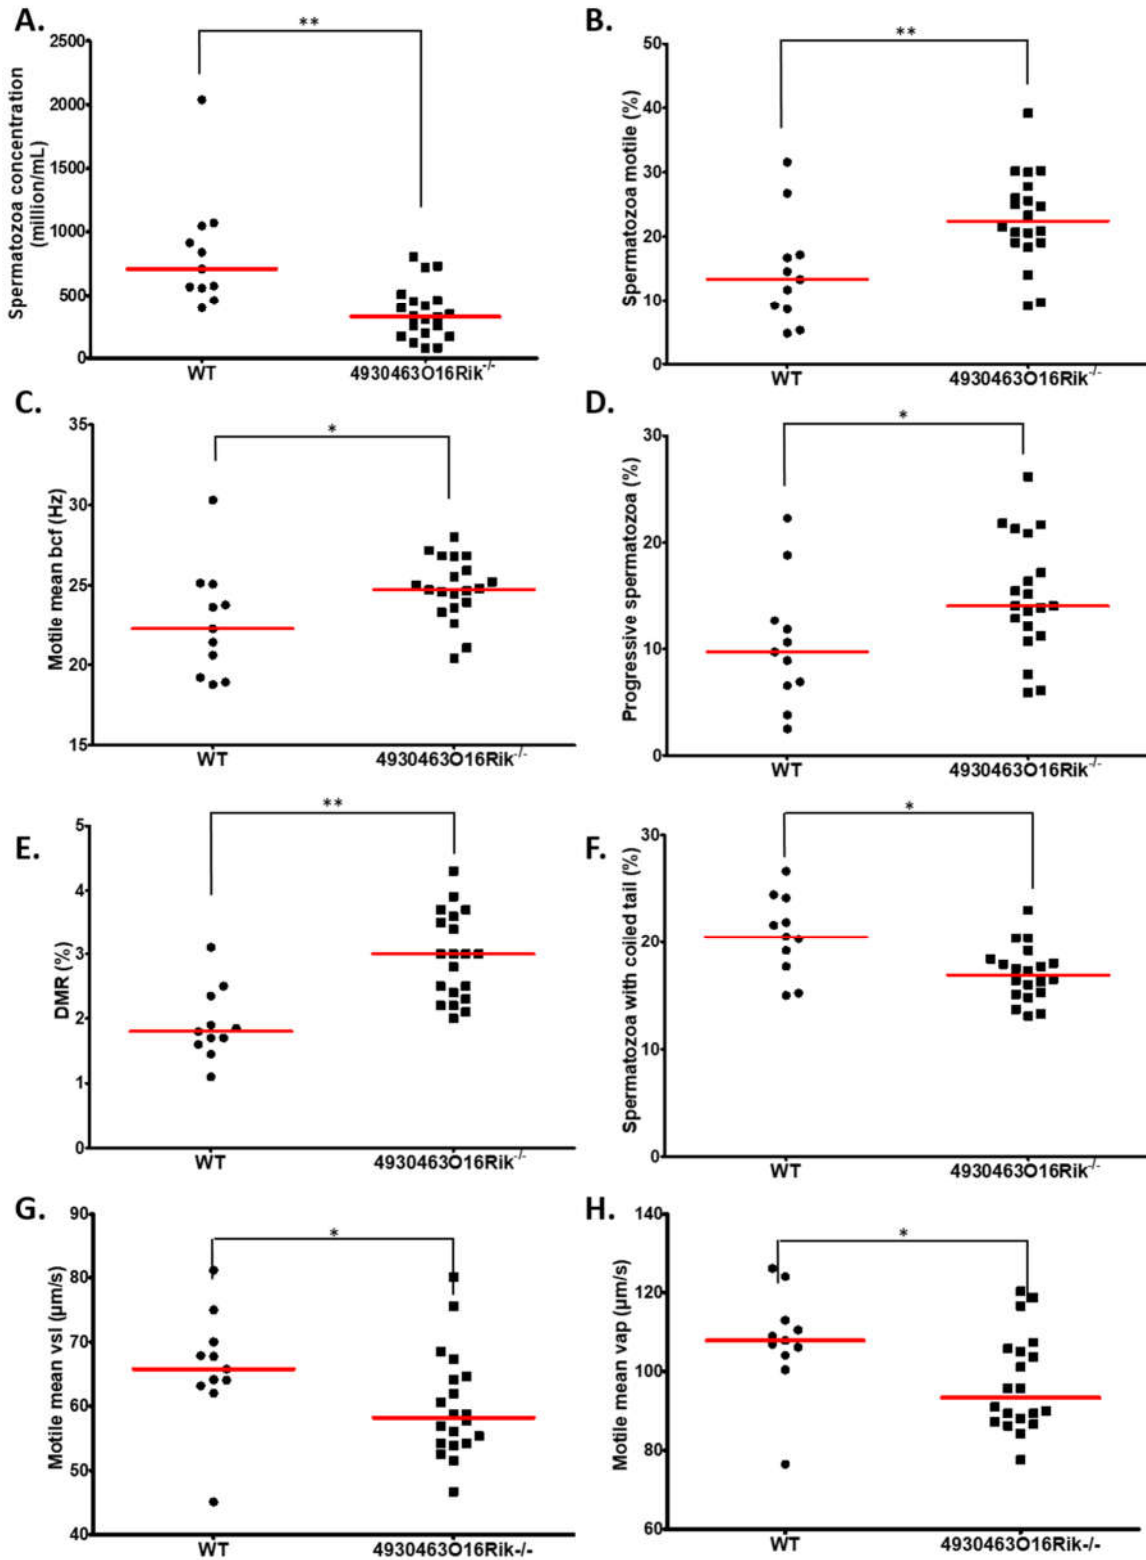 A.
**
Spermatozoa concentration
(million/mL)
2500
2000
1500
1000
500
0
WT
4930463O16Rik-/-
B.
**
Spermatozoa motile (%)
50
40
30
20
10
0
WT
4930463O16Rik-/-
C.
*
Motile mean bcf (Hz)
35
30
25
20
15
WT
4930463O16Rik-/-
D.
*
Progressive spermatozoa (%)
30
20
10
0
WT
4930463O16Rik-/-
E.
**
DMR (%)
5
4
3
2
1
0
WT
4930463O16Rik-/-
F.
*
Spermatozoa with coiled tail (%)
30
20
10
0
WT
4930463O16Rik-/-
G.
*
Motile mean vsl (µm/s)
90
80
70
60
50
40
WT
4930463O16Rik-/-
H.
*
Motile mean vap (µm/s)
140
120
100
80
60
WT
4930463O16Rik-/-